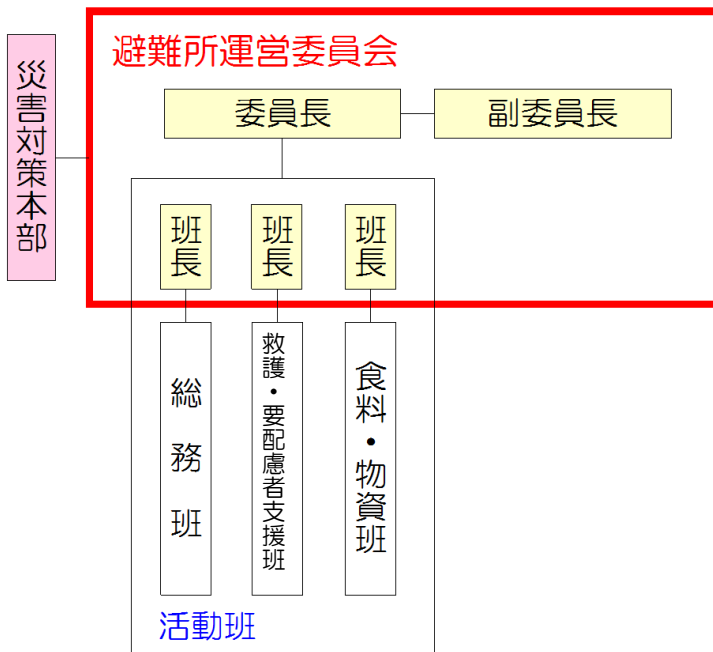 避難所運営委員会
災害対策本部
委員長
副委員長
班長
班長
班長
総務班
救護・要配慮者支援班
食料・物資班
活動班